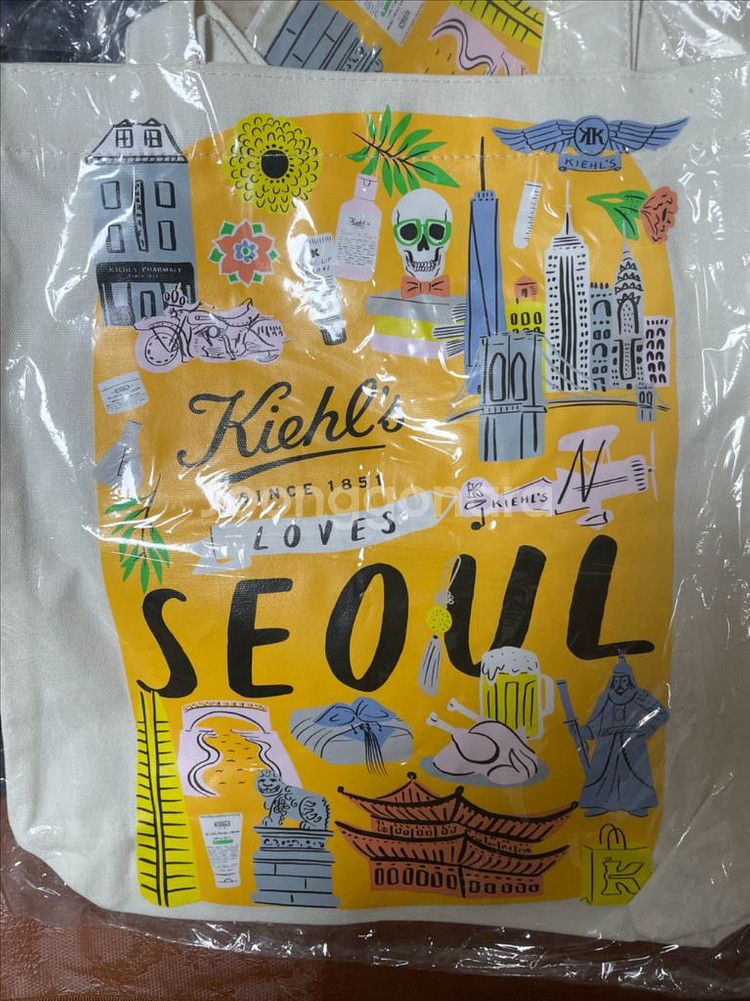 KIEHL'S
KIEHL'S PHARMACY
Kiehl's
SINCE 1851
LOVES
K KIEHL'S N
SEOUL
K